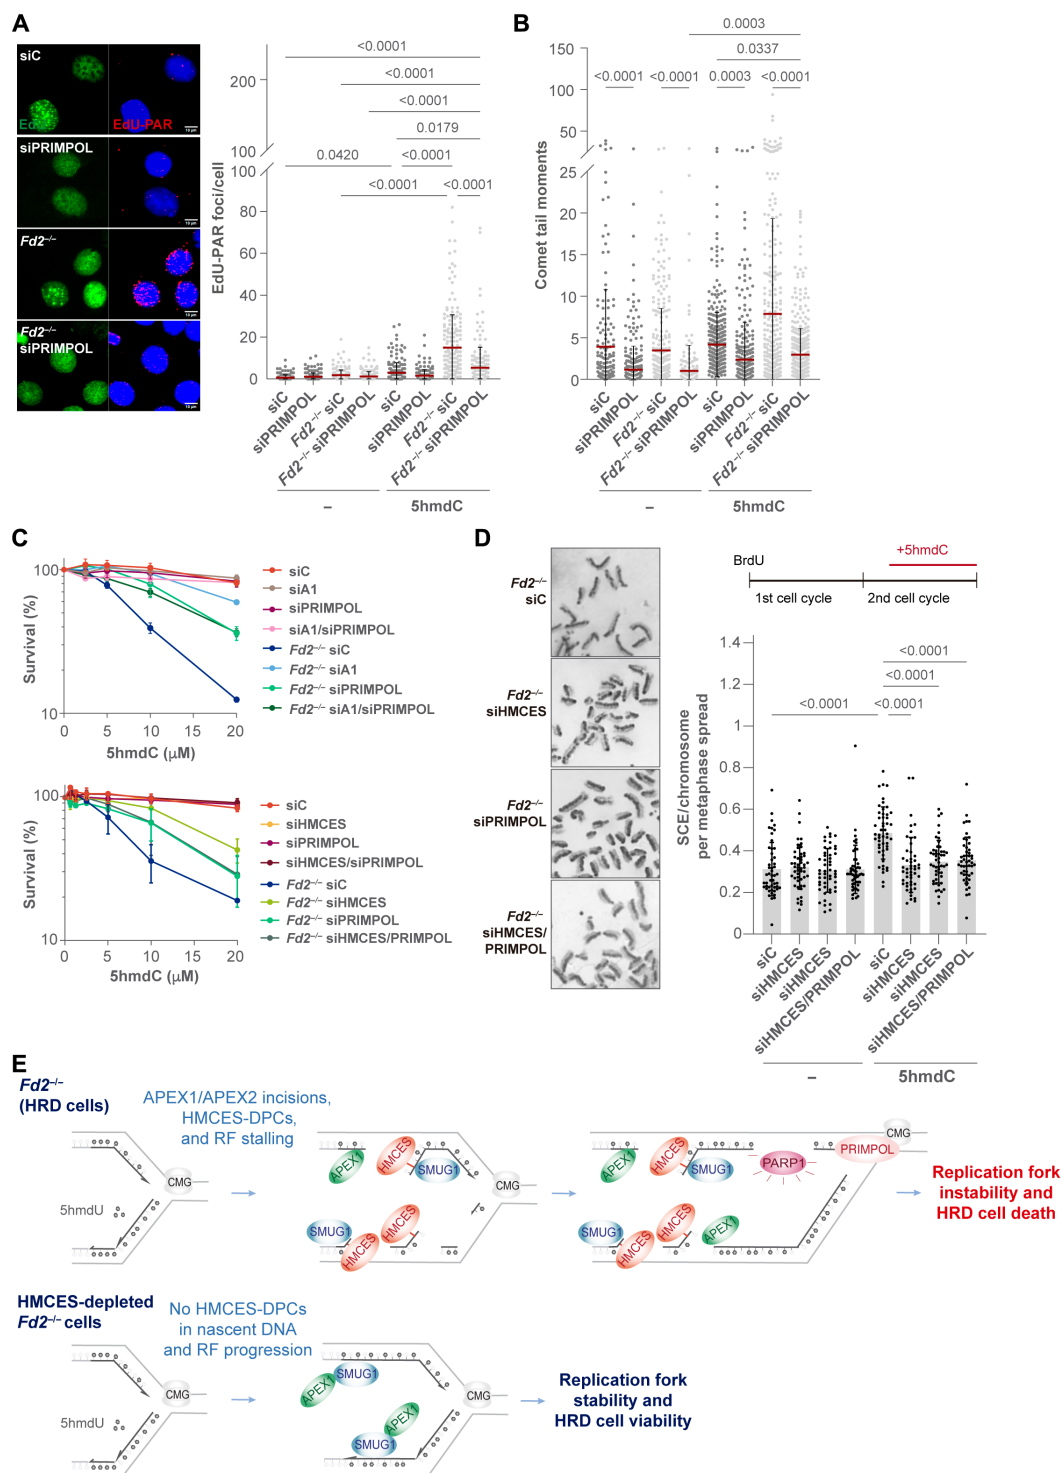 A
siC
EdU
EdU-PAR
10 μm
siPRIMPOL
10 μm
Fd2–/–
10 μm
Fd2–/–
siPRIMPOL
10 μm
EdU-PAR foci/cell
200
100
100
80
60
40
20
0
<0.0001
<0.0001
<0.0001
0.0179
0.0420
<0.0001
<0.0001
<0.0001
siC
siPRIMPOL
Fd2–/– siC
Fd2–/– siPRIMPOL
siC
siPRIMPOL
Fd2–/– siC
Fd2–/– siPRIMPOL
–
5hmdC
B
Comet tail moments
150
100
50
25
20
15
10
5
0
0.0003
0.0337
<0.0001
<0.0001
0.0003
<0.0001
siC
siPRIMPOL
Fd2–/– siC
Fd2–/– siPRIMPOL
siC
siPRIMPOL
Fd2–/– siC
Fd2–/– siPRIMPOL
–
5hmdC
C
Survival (%)
100
10
0
5
10
15
20
5hmdC (μM)
siC
siA1
siPRIMPOL
siA1/siPRIMPOL
Fd2–/– siC
Fd2–/– siA1
Fd2–/– siPRIMPOL
Fd2–/– siA1/siPRIMPOL
Survival (%)
100
10
0
5
10
15
20
5hmdC (μM)
siC
siHMCES
siPRIMPOL
siHMCES/siPRIMPOL
Fd2–/– siC
Fd2–/– siHMCES
Fd2–/– siPRIMPOL
Fd2–/– siHMCES/PRIMPOL
D
Fd2–/–
siC
Fd2–/–
siHMCES
Fd2–/–
siPRIMPOL
Fd2–/–
siHMCES/
PRIMPOL
+5hmdC
BrdU
1st cell cycle
2nd cell cycle
SCE/chromosome
per metaphase spread
1.4
1.2
1
0.8
0.6
0.4
0.2
0
<0.0001
<0.0001
<0.0001
<0.0001
siC
siHMCES
siHMCES
siHMCES/PRIMPOL
siC
siHMCES
siHMCES
siHMCES/PRIMPOL
–
5hmdC
E
Fd2–/–
(HRD cells)
APEX1/APEX2 incisions,
HMCES-DPCs,
and RF stalling
5hmdU
CMG
APEX1
HMCES
SMUG1
CMG
SMUG1
HMCES
HMCES
APEX1
HMCES
SMUG1
PARP1
PRIMPOL
CMG
SMUG1
HMCES
HMCES
APEX1
Replication fork
instability and
HRD cell death
HMCES-depleted
Fd2–/– cells
No HMCES-DPCs
in nascent DNA
and RF progression
5hmdU
CMG
APEX1
SMUG1
APEX1
SMUG1
CMG
Replication fork
stability and
HRD cell viability